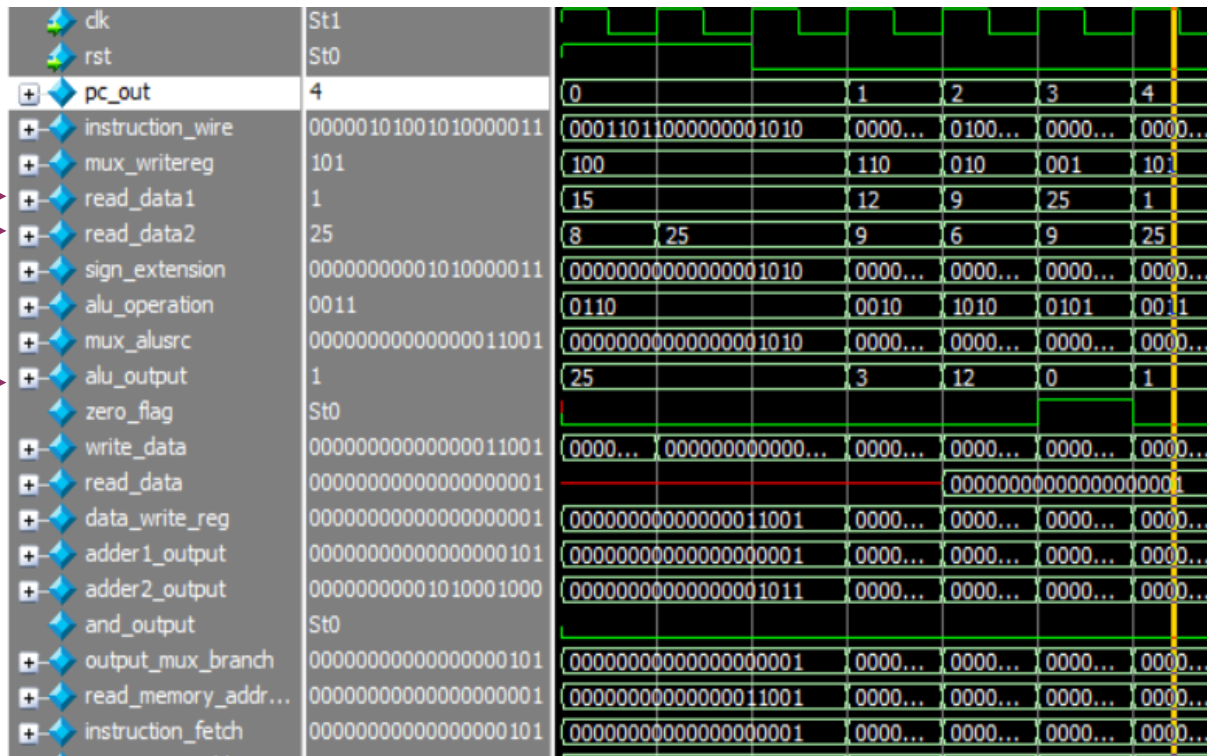 clk St1
rst St0
pc_out 4 0 1 2 3 4
instruction_wire 00000101001010000011 00011011000000001010 0000... 0100... 0000... 0000...
mux_writereg 101 100 110 010 001 101
read_data1 1 15 12 9 25 1
read_data2 25 8 25 9 6 9 25
sign_extension 00000000001010000011 00000000000000001010 0000... 0000... 0000... 0000...
alu_operation 0011 0110 0010 1010 0101 0011
mux_alusrc 00000000000000011001 00000000000000001010 0000... 0000... 0000... 0000...
alu_output 1 25 3 12 0 1
zero_flag St0
write_data 00000000000000011001 0000... 000000000000... 0000... 0000... 0000... 0000...
read_data 00000000000000000001 00000000000000000001
data_write_reg 00000000000000000001 00000000000000011001 0000... 0000... 0000... 0000...
adder1_output 00000000000000000101 00000000000000000001 0000... 0000... 0000... 0000...
adder2_output 00000000001010001000 00000000000000001011 0000... 0000... 0000... 0000...
and_output St0
output_mux_branch 00000000000000000101 00000000000000000001 0000... 0000... 0000... 0000...
read_memory_addr... 00000000000000000001 00000000000000011001 0000... 0000... 0000... 0000...
instruction_fetch 00000000000000000101 00000000000000000001 0000... 0000... 0000... 0000...